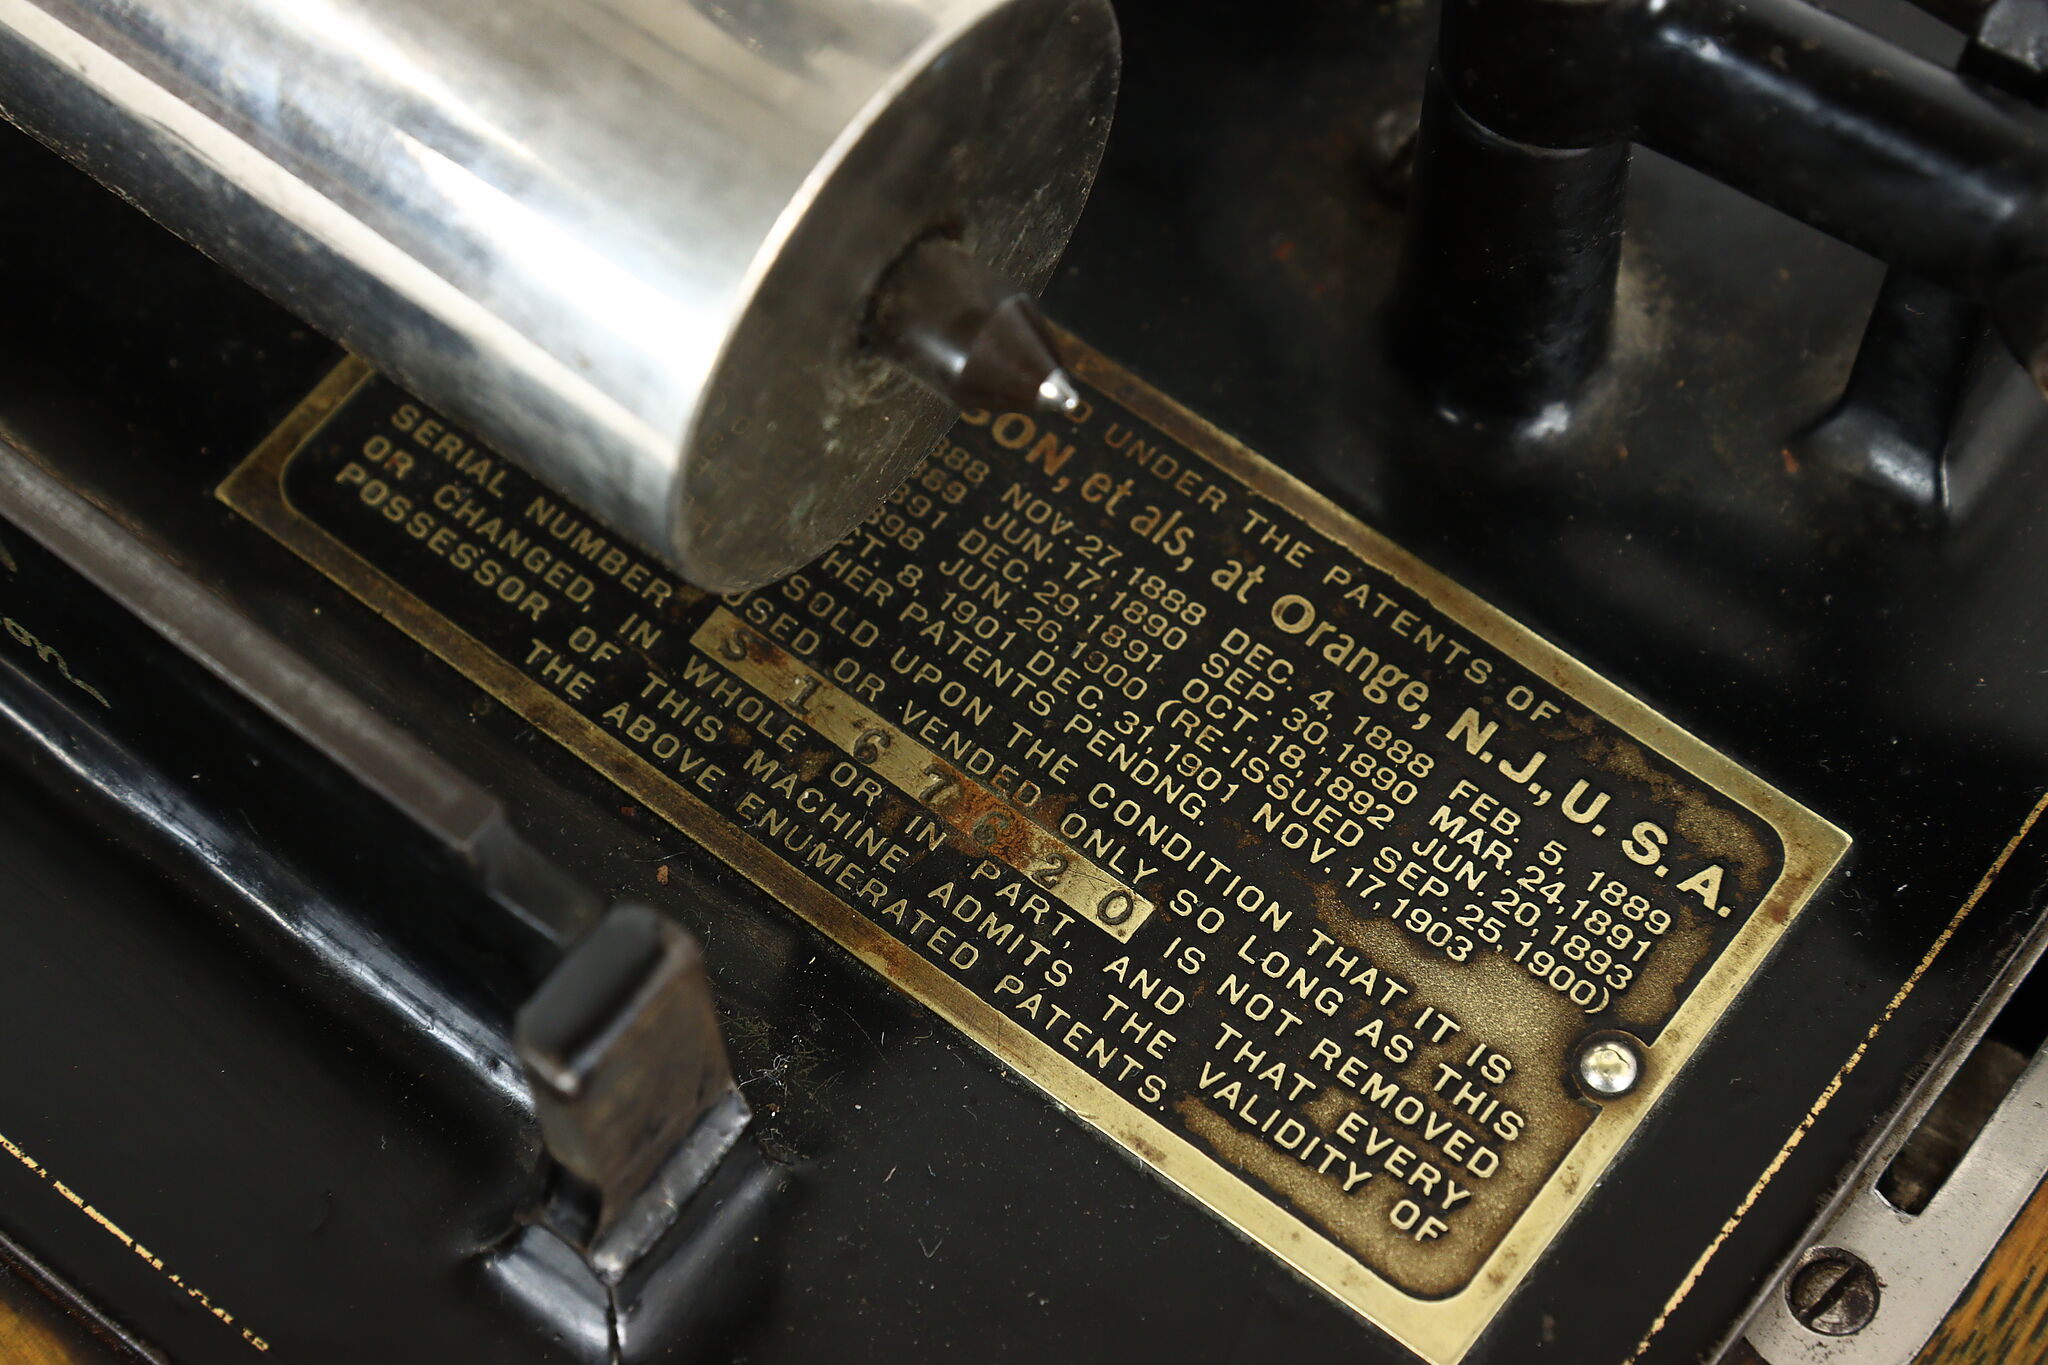 UNDER THE PATENTS OF
SON, et als, at Orange, N.J., U. S. A.
NOV. 27, 1888 DEC. 4, 1888 FEB. 5, 1889
JUN. 17, 1890 SEP. 30, 1890 MAR. 24, 1891
DEC. 29, 1891 OCT. 18, 1892 JUN. 20, 1893
JUN. 26, 1900 (RE-ISSUED SEP. 25, 1900)
CT. 8, 1901 DEC. 31, 1901 NOV. 17, 1903
HER PATENTS PENDNG.
SOLD UPON THE CONDITION THAT IT IS
USED OR VENDED ONLY SO LONG AS THIS
SERIAL NUMBER S 167620 IS NOT REMOVED
OR CHANGED, IN WHOLE OR IN PART, AND THAT EVERY
POSSESSOR OF THIS MACHINE ADMITS THE VALIDITY OF
THE ABOVE ENUMERATED PATENTS.